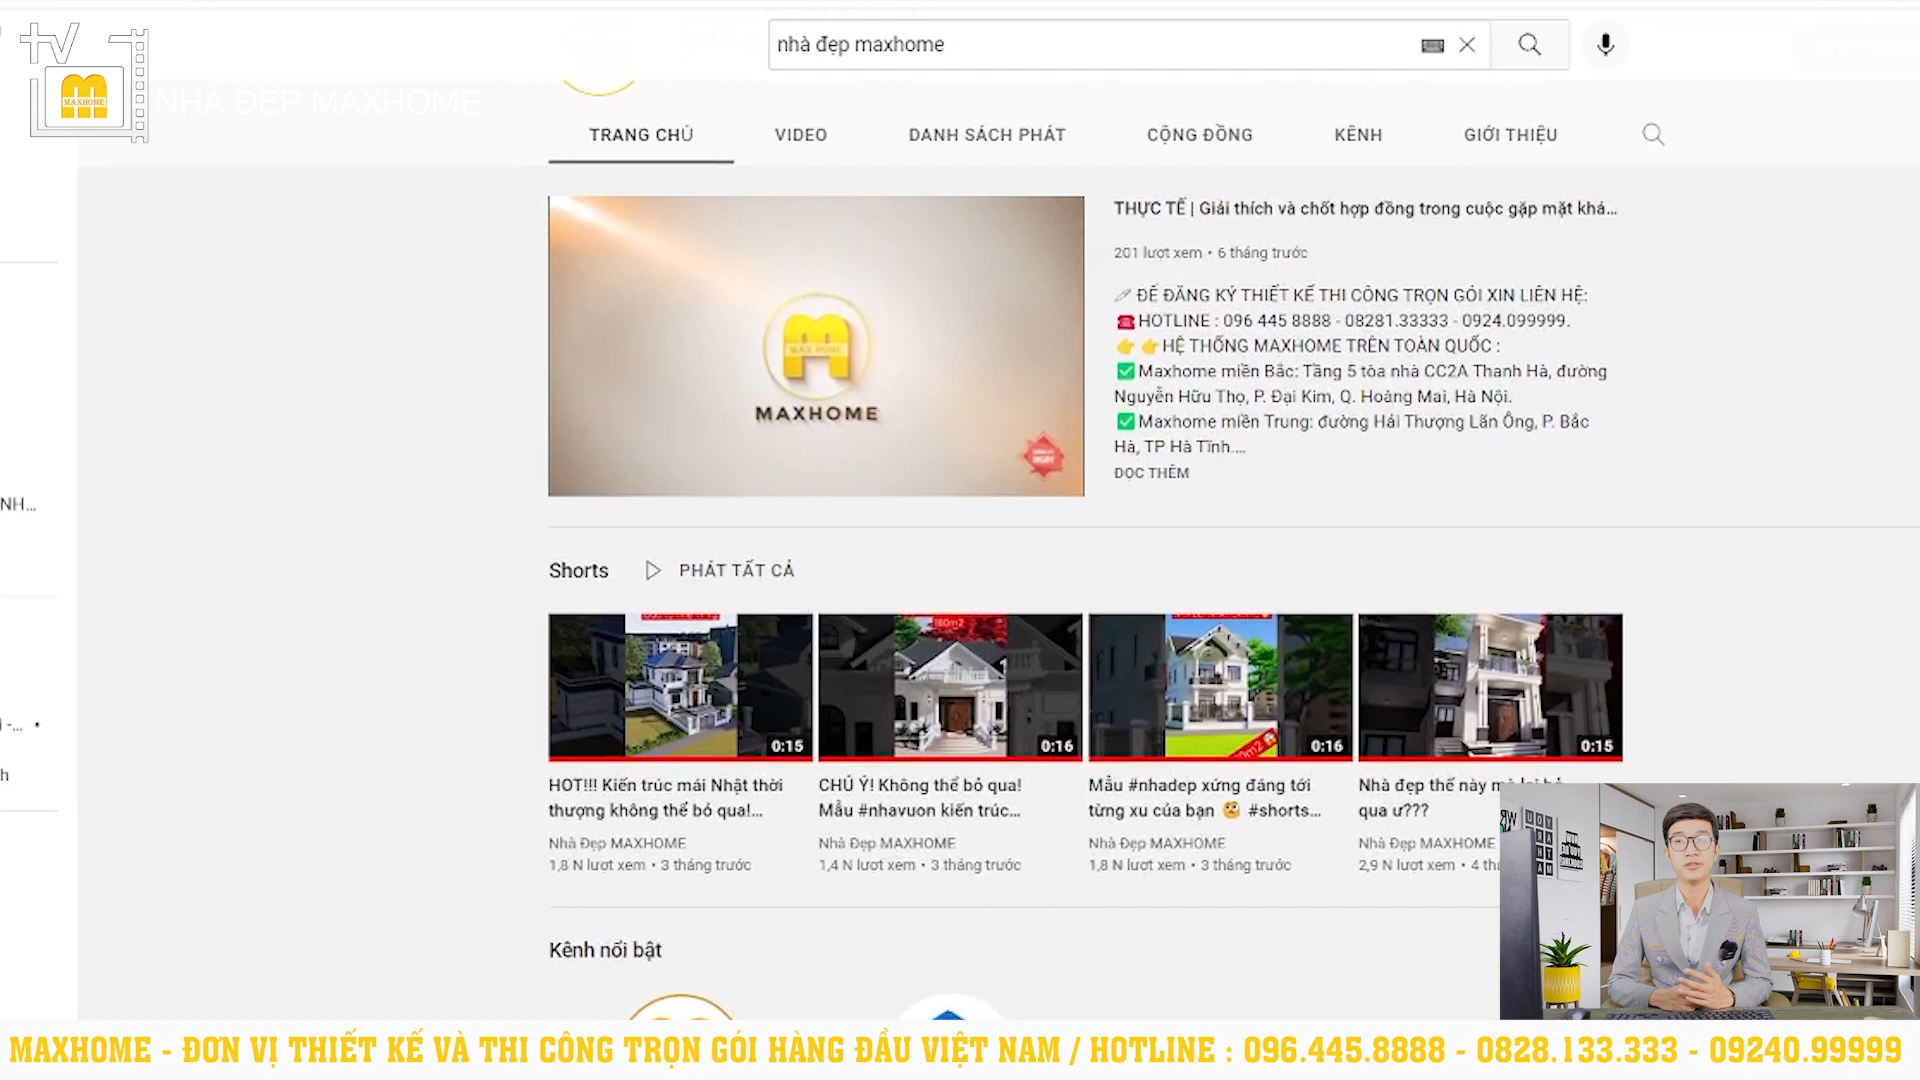 tv
MAXHOME
NHÀ ĐẸP MAXHOME
nhà đẹp maxhome
TRANG CHỦ
VIDEO
DANH SÁCH PHÁT
CỘNG ĐỒNG
KÊNH
GIỚI THIỆU
MAX HOME
MAXHOME
THỰC TẾ | Giải thích và chốt hợp đồng trong cuộc gặp mặt khá...
201 lượt xem • 6 tháng trước
ĐỂ ĐĂNG KÝ THIẾT KẾ THI CÔNG TRỌN GÓI XIN LIÊN HỆ:
☎️HOTLINE : 096 445 8888 - 08281.33333 - 0924.099999.
👉 👉HỆ THỐNG MAXHOME TRÊN TOÀN QUỐC :
✅Maxhome miền Bắc: Tầng 5 tòa nhà CC2A Thanh Hà, đường
Nguyễn Hữu Thọ, P. Đại Kim, Q. Hoàng Mai, Hà Nội.
✅Maxhome miền Trung: đường Hải Thượng Lãn Ông, P. Bắc
Hà, TP Hà Tĩnh....
ĐỌC THÊM
NH...
Shorts
PHÁT TẤT CẢ
160m2
0:15
0:16
0:16
0:15
HOT!!! Kiến trúc mái Nhật thời
thượng không thể bỏ qua!...
Nhà Đẹp MAXHOME
1,8 N lượt xem • 3 tháng trước
CHÚ Ý! Không thể bỏ qua!
Mẫu #nhavuon kiến trúc...
Nhà Đẹp MAXHOME
1,4 N lượt xem • 3 tháng trước
Mẫu #nhadep xứng đáng tới
từng xu của bạn 🧐 #shorts...
Nhà Đẹp MAXHOME
1,8 N lượt xem • 3 tháng trước
Nhà đẹp thế này mà lại bỏ
qua ư???
Nhà Đẹp MAXHOME
2,9 N lượt xem • 4 th
Kênh nổi bật
MAXHOME - ĐƠN VỊ THIẾT KẾ VÀ THI CÔNG TRỌN GÓI HÀNG ĐẦU VIỆT NAM / HOTLINE : 096.445.8888 - 0828.133.333 - 09240.99999